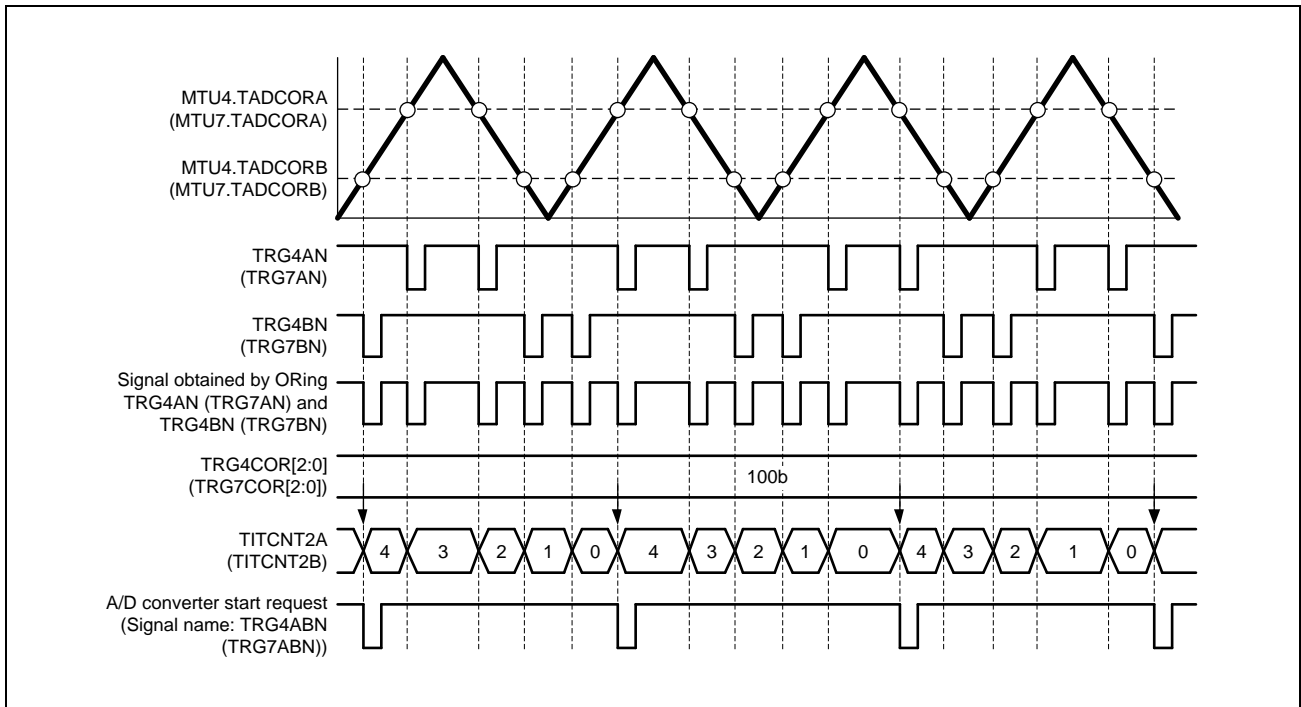 MTU4.TADCORA
(MTU7.TADCORA)
MTU4.TADCORB
(MTU7.TADCORB)
TRG4AN
(TRG7AN)
TRG4BN
(TRG7BN)
Signal obtained by ORing
TRG4AN (TRG7AN) and
TRG4BN (TRG7BN)
TRG4COR[2:0]
(TRG7COR[2:0])
100b
TITCNT2A
(TITCNT2B)
4 3 2 1 0 4 3 2 1 0 4 3 2 1 0
A/D converter start request
(Signal name: TRG4ABN
(TRG7ABN))